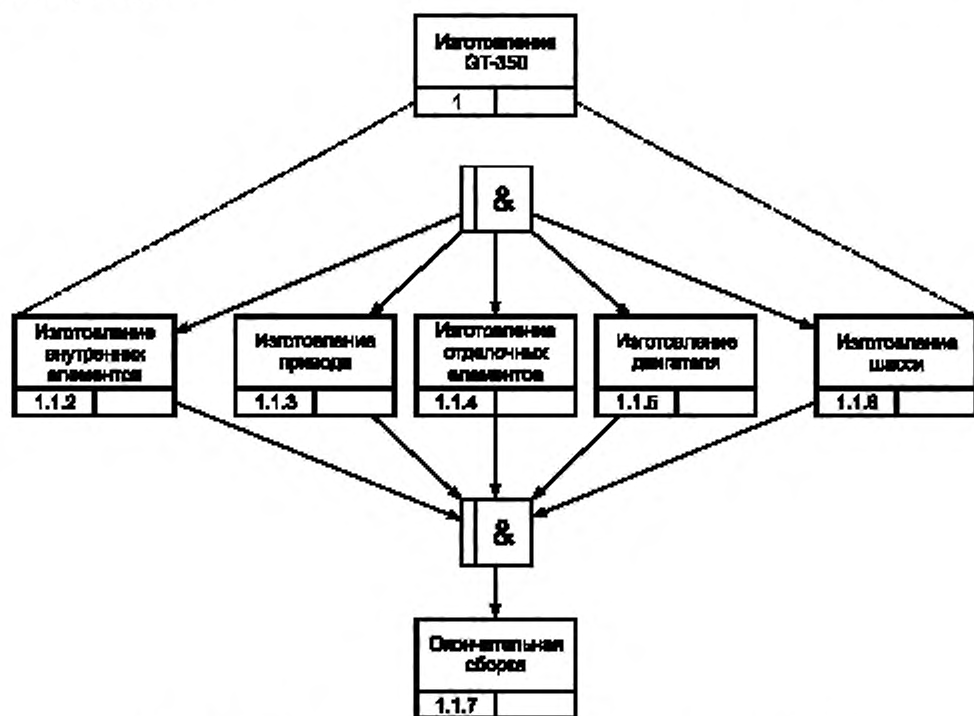 Изготовление
GT-350
1
&
Изготовление
внутренних
элементов
1.1.2
Изготовление
привода
1.1.3
Изготовление
отделочных
элементов
1.1.4
Изготовление
двигателя
1.1.5
Изготовление
шасси
1.1.6
&
Окончательная
сборка
1.1.7